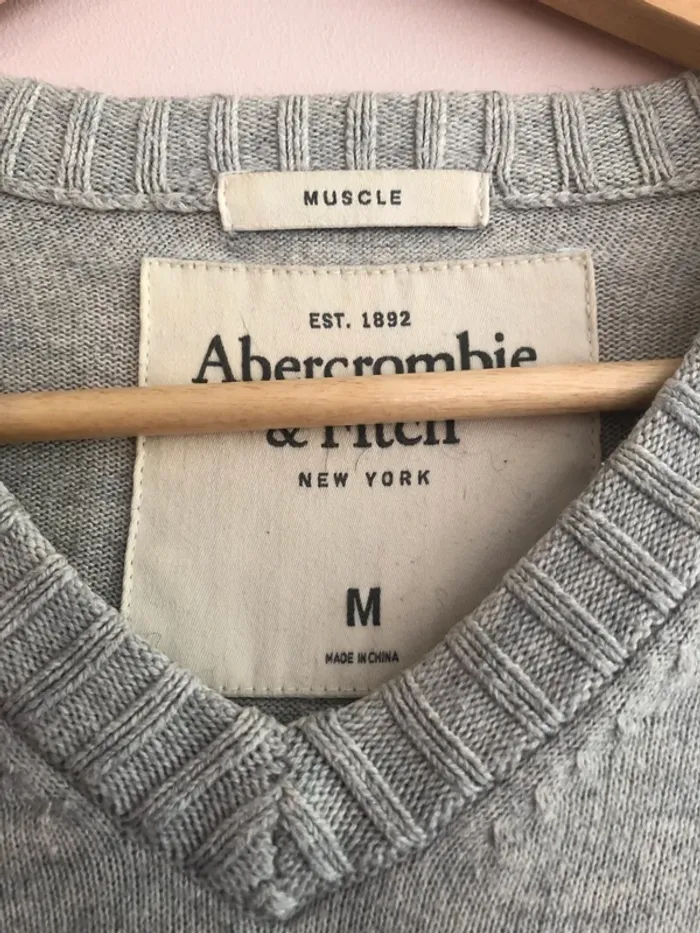 MUSCLE
EST. 1892
Abercrombie
& Fitch
NEW YORK
M
MADE IN CHINA